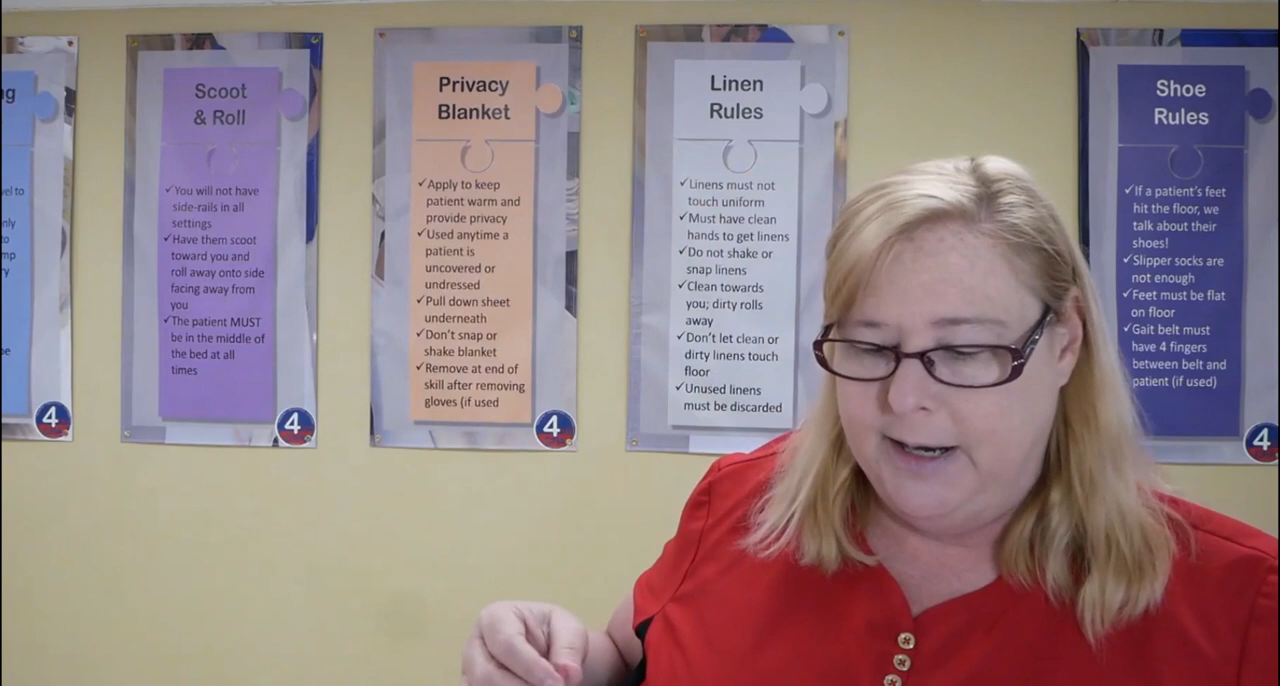 g
vel to
nly
to
mp
ry
be
4
Scoot
& Roll
✓You will not have
side-rails in all
settings
✓Have them scoot
toward you and
roll away onto side
facing away from
you
✓The patient MUST
be in the middle of
the bed at all
times
4
Privacy
Blanket
✓Apply to keep
patient warm and
provide privacy
✓Used anytime a
patient is
uncovered or
undressed
✓Pull down sheet
underneath
✓Don't snap or
shake blanket
✓Remove at end of
skill after removing
gloves (if used
4
Linen
Rules
✓Linens must not
touch uniform
✓Must have clean
hands to get linens
✓Do not shake or
snap linens
✓Clean towards
you; dirty rolls
away
✓Don't let clean or
dirty linens touch
floor
✓Unused linens
must be discarded
Shoe
Rules
✓If a patient's feet
hit the floor, we
talk about their
shoes!
✓Slipper socks are
not enough
✓Feet must be flat
on floor
✓Gait belt must
have 4 fingers
between belt and
patient (if used)
4